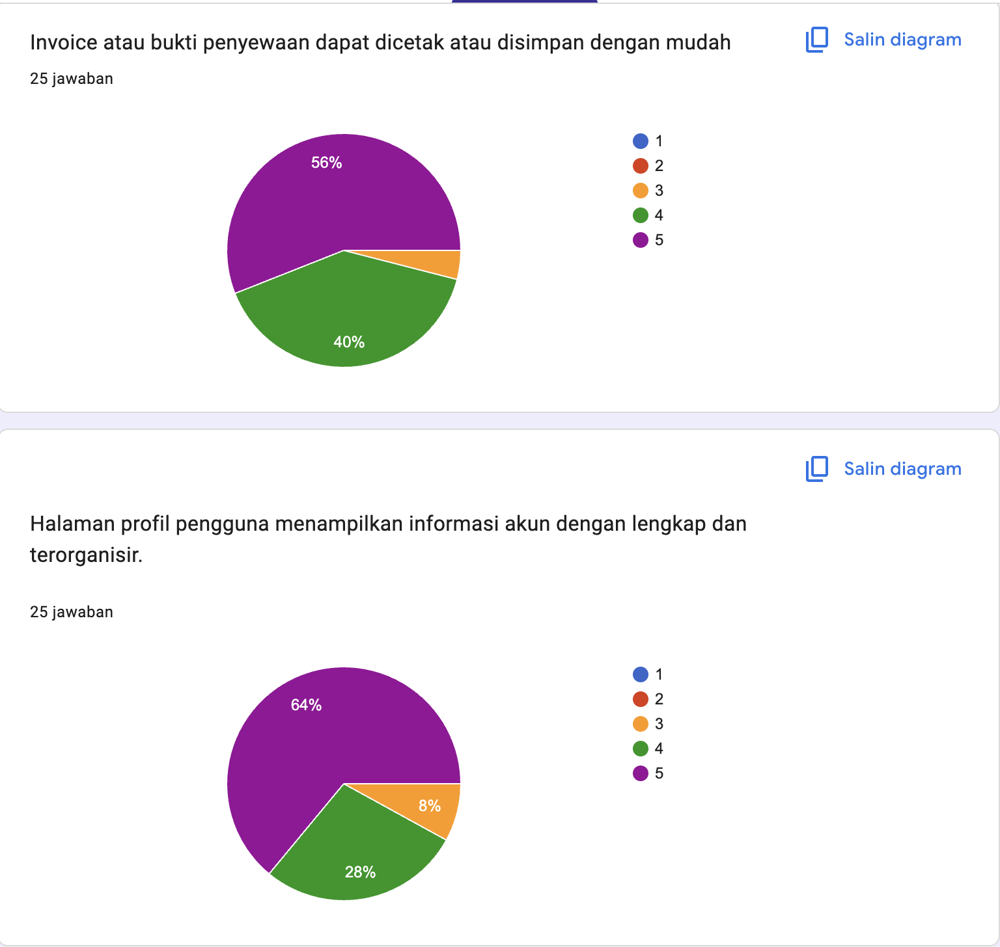 Invoice atau bukti penyewaan dapat dicetak atau disimpan dengan mudah
Salin diagram
25 jawaban
56%
40%
1
2
3
4
5
Salin diagram
Halaman profil pengguna menampilkan informasi akun dengan lengkap dan
terorganisir.
25 jawaban
64%
8%
28%
1
2
3
4
5